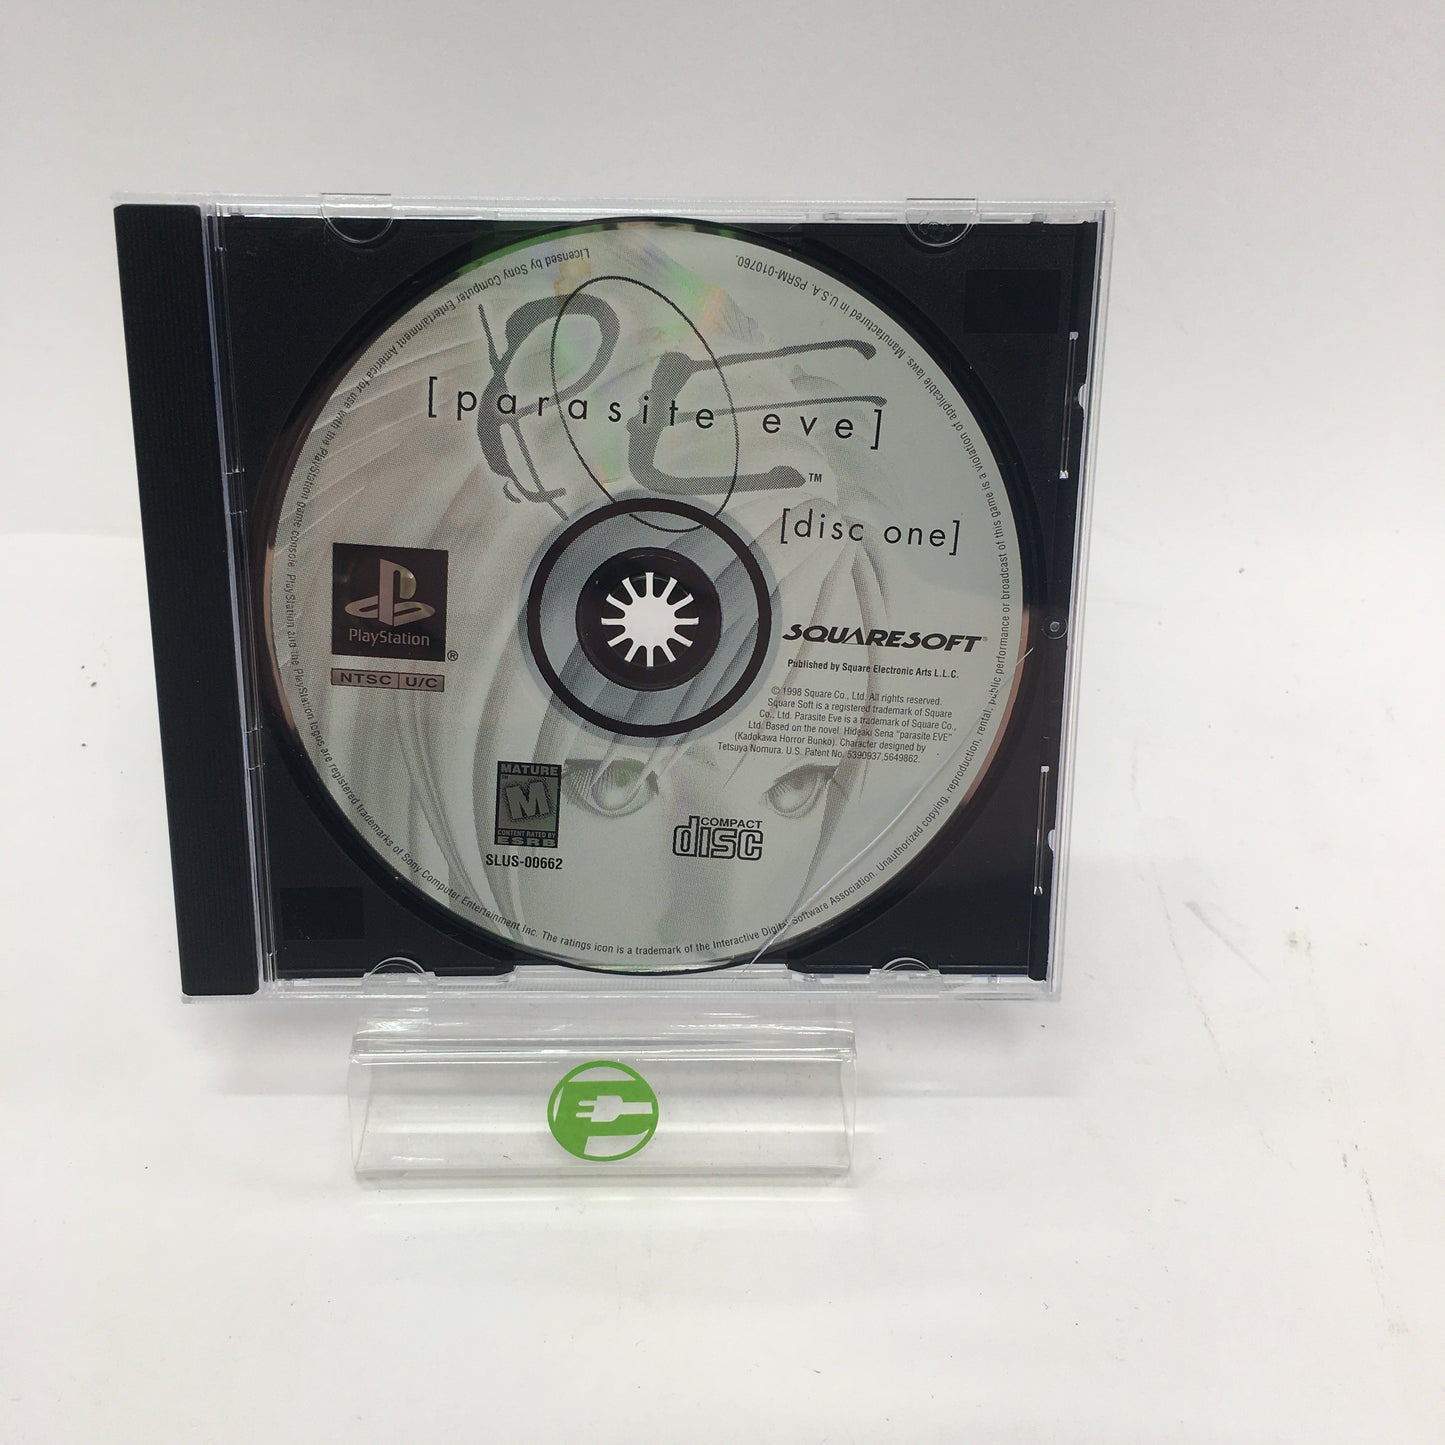 PE
[parasite eve]
™
[disc one]
PlayStation
®
NTSC U/C
SQUARESOFT®
Published by Square Electronic Arts L.L.C.
© 1998 Square Co., Ltd. All rights reserved.
Square Soft is a registered trademark of Square
Co., Ltd. Parasite Eve is a trademark of Square Co.,
Ltd. Based on the novel: Hideaki Sena "parasite EVE"
(Kadokawa Horror Bunko). Character designed by
Tetsuya Nomura. U.S. Patent No. 5390937,5649862.
MATURE
M
CONTENT RATED BY
ESRB
SLUS-00662
COMPACT
disc
Licensed by Sony Computer Entertainment America for use with the PlayStation game console. PlayStation and the PlayStation logos are registered trademarks of Sony Computer Entertainment Inc. The ratings icon is a trademark of the Interactive Digital Software Association. Unauthorized copying, reproduction, rental, public performance or broadcast of this game is a violation of applicable laws. Manufactured in U.S.A. PSRM-010760.